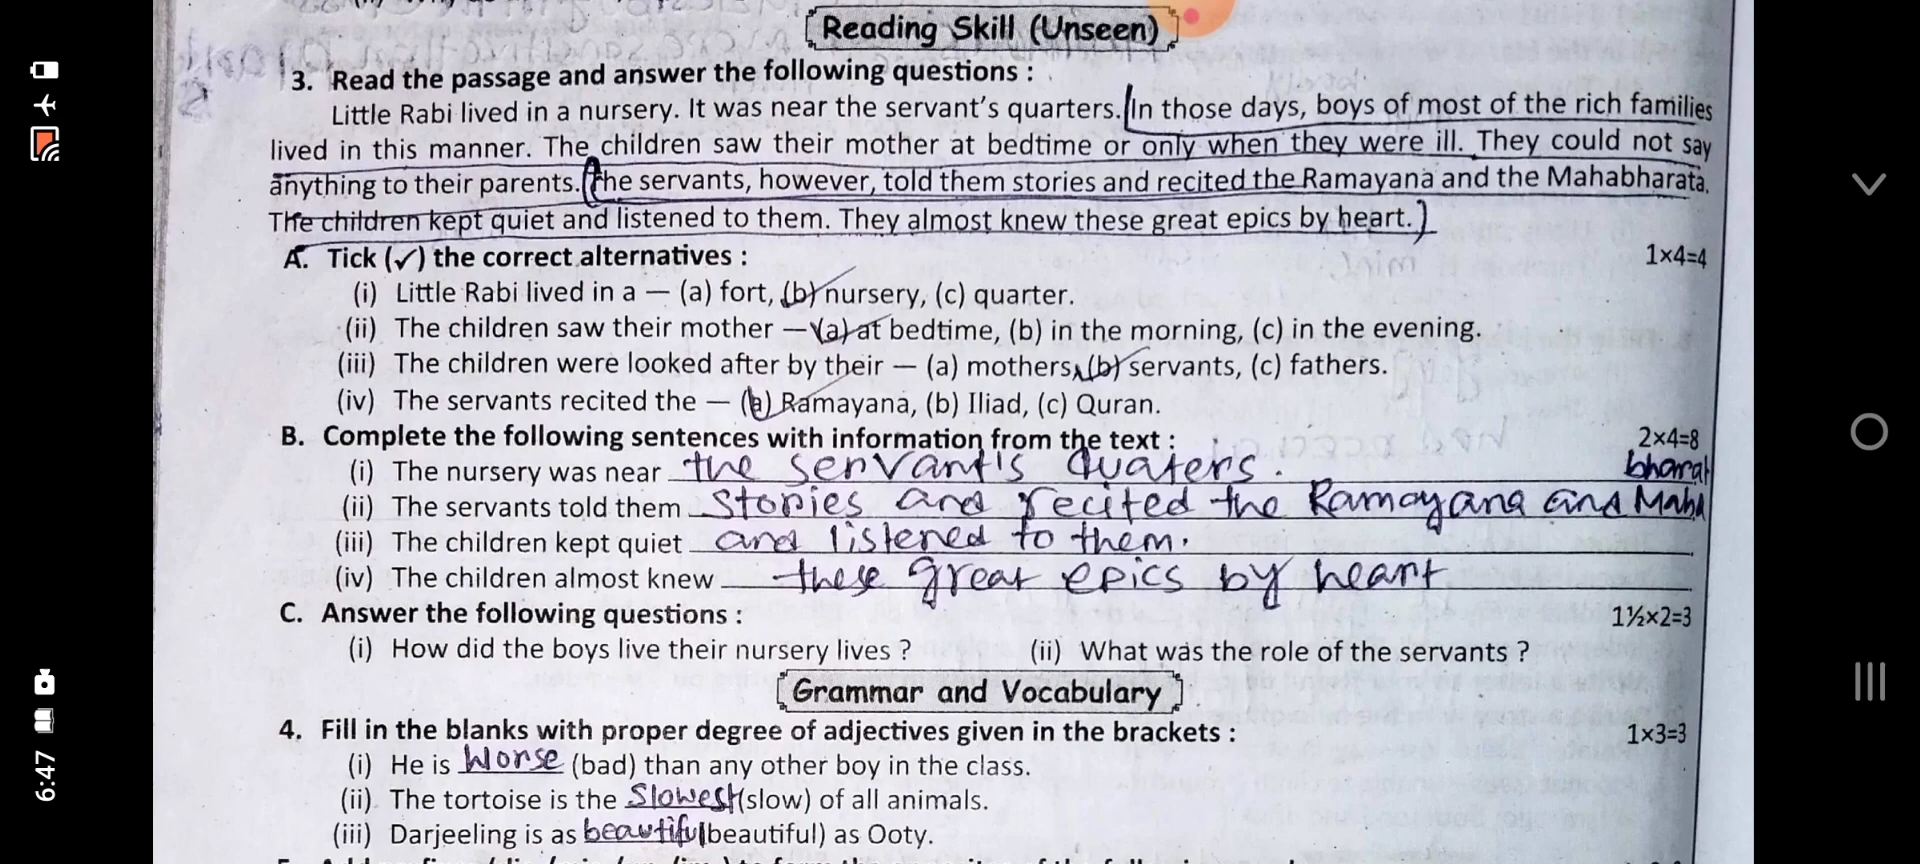 [Reading Skill (Unseen)]
3. Read the passage and answer the following questions :
Little Rabi lived in a nursery. It was near the servant's quarters. In those days, boys of most of the rich families
lived in this manner. The children saw their mother at bedtime or only when they were ill. They could not say
anything to their parents. The servants, however, told them stories and recited the Ramayana and the Mahabharata.
The children kept quiet and listened to them. They almost knew these great epics by heart.
A. Tick (✓) the correct alternatives : 1×4=4
(i) Little Rabi lived in a — (a) fort, (b) nursery, (c) quarter.
(ii) The children saw their mother — (a) at bedtime, (b) in the morning, (c) in the evening.
(iii) The children were looked after by their — (a) mothers, (b) servants, (c) fathers.
(iv) The servants recited the — (a) Ramayana, (b) Iliad, (c) Quran.
B. Complete the following sentences with information from the text : 2×4=8
(i) The nursery was near the servant's Quaters. bharat
(ii) The servants told them stories and recited the Ramayana and Maha
(iii) The children kept quiet and listened to them.
(iv) The children almost knew these great epics by heart
C. Answer the following questions : 1½×2=3
(i) How did the boys live their nursery lives ? (ii) What was the role of the servants ?
[Grammar and Vocabulary]
4. Fill in the blanks with proper degree of adjectives given in the brackets : 1×3=3
(i) He is Worse (bad) than any other boy in the class.
(ii) The tortoise is the Slowest (slow) of all animals.
(iii) Darjeeling is as beautiful (beautiful) as Ooty.
6:47